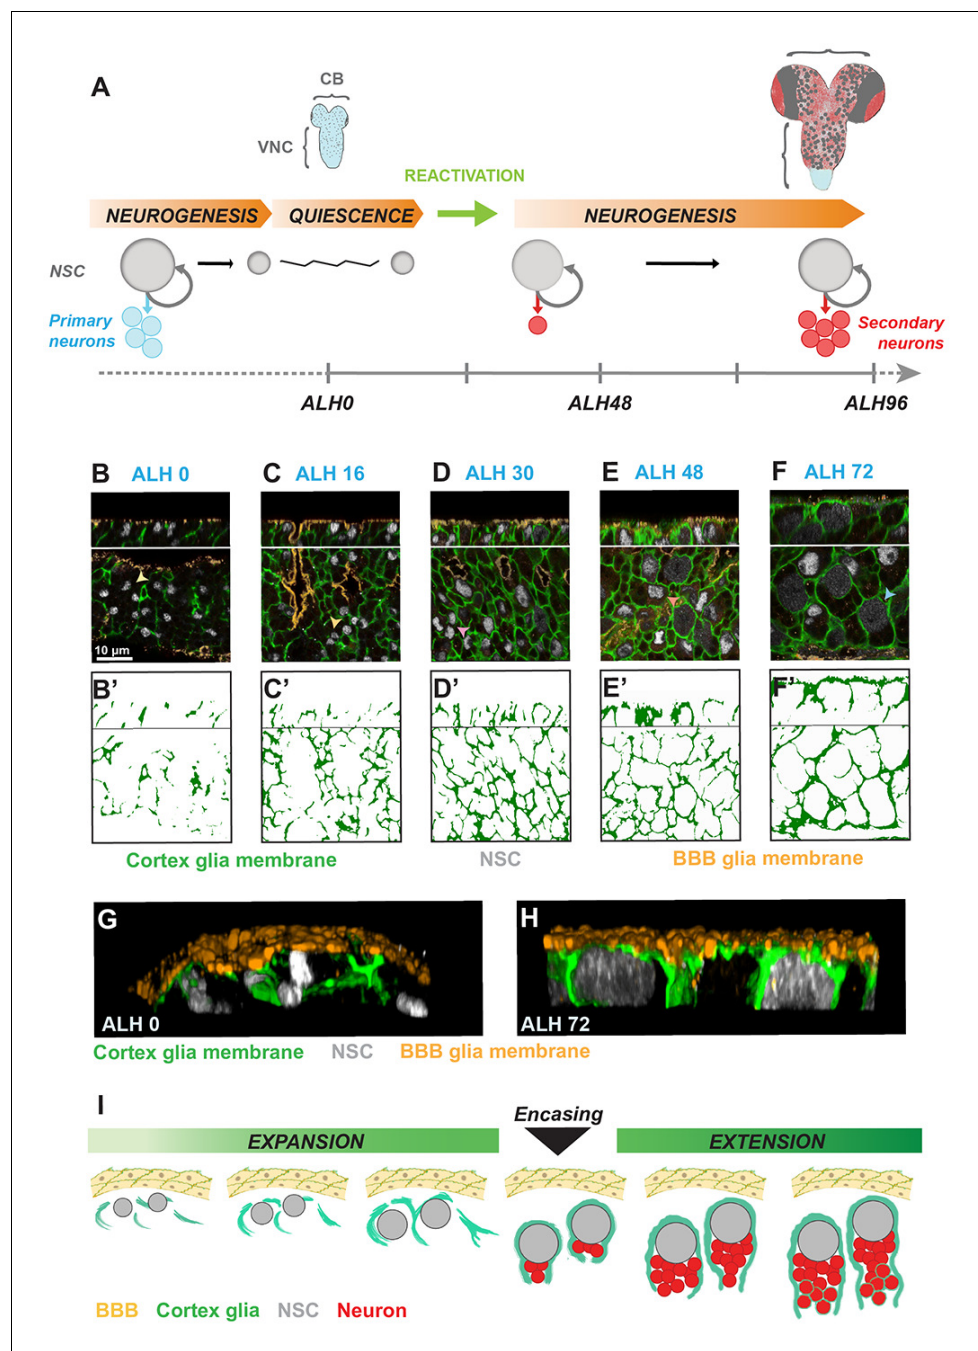 A
CB
VNC
REACTIVATION
NEUROGENESIS QUIESCENCE NEUROGENESIS
NSC
Primary
neurons
Secondary
neurons
ALH0 ALH48 ALH96
B ALH 0 C ALH 16 D ALH 30 E ALH 48 F ALH 72
10 µm
B’ C’ D’ E’ F’
Cortex glia membrane NSC BBB glia membrane
G H
ALH 0 ALH 72
Cortex glia membrane NSC BBB glia membrane
I
Encasing
EXPANSION EXTENSION
BBB Cortex glia NSC Neuron